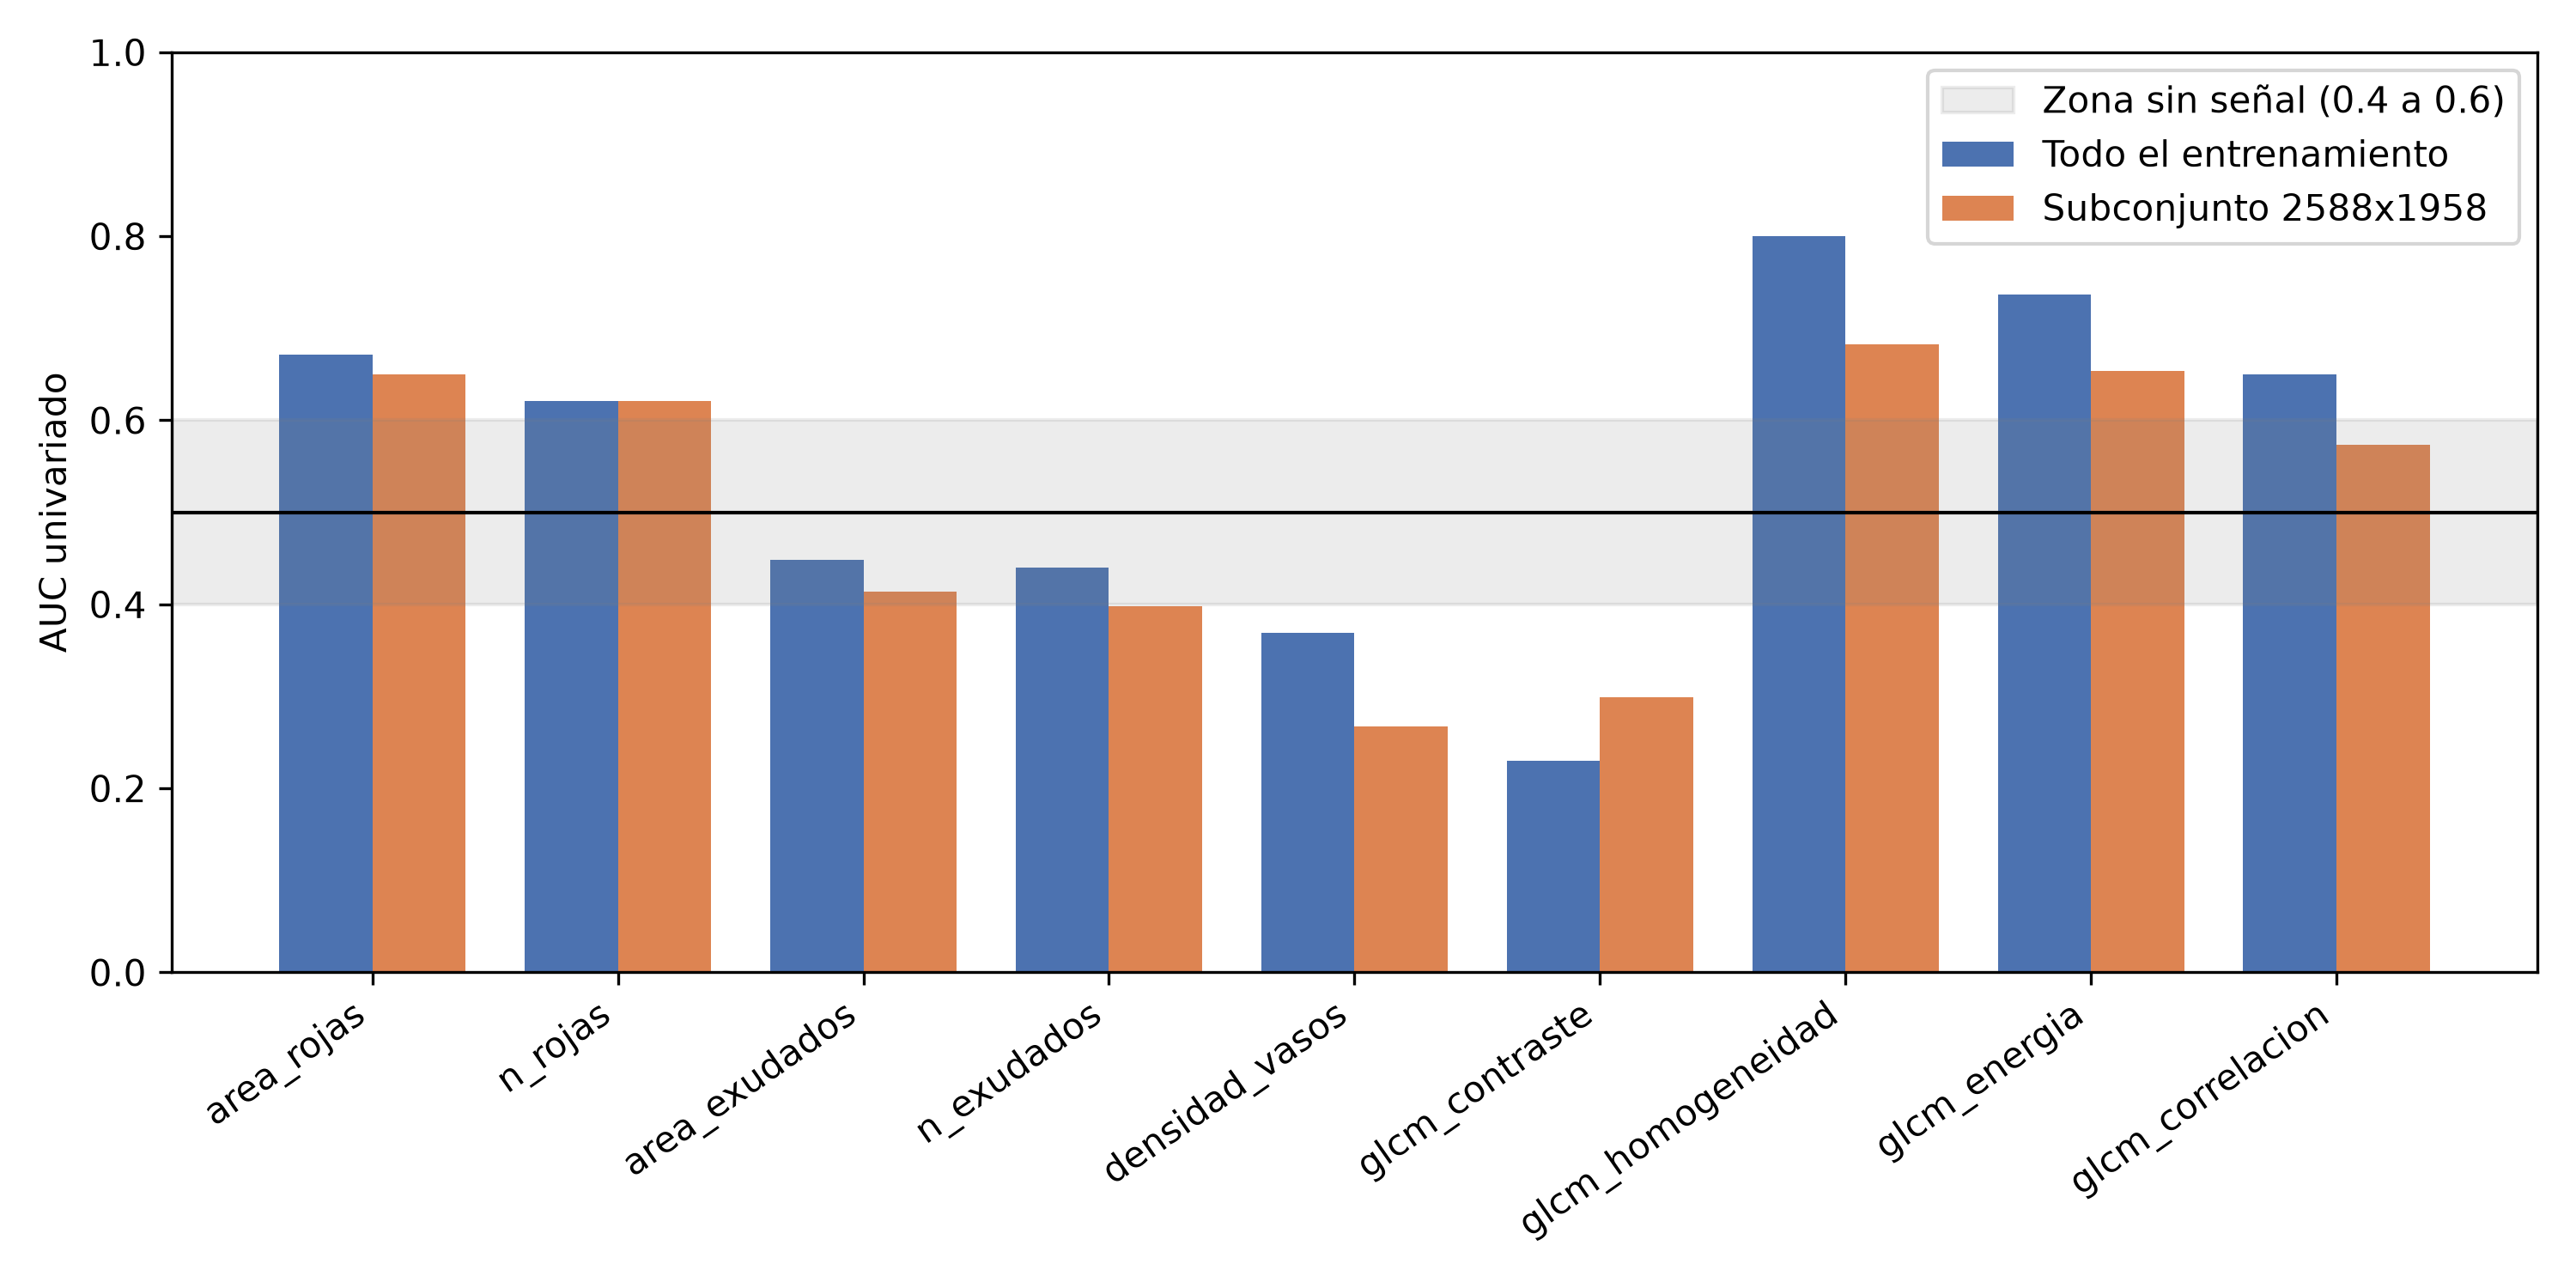 1.0
0.8
0.6
0.4
0.2
0.0
AUC univariado
Zona sin señal (0.4 a 0.6)
Todo el entrenamiento
Subconjunto 2588x1958
area_rojas
n_rojas
area_exudados
n_exudados
densidad_vasos
glcm_contraste
glcm_homogeneidad
glcm_energia
glcm_correlacion